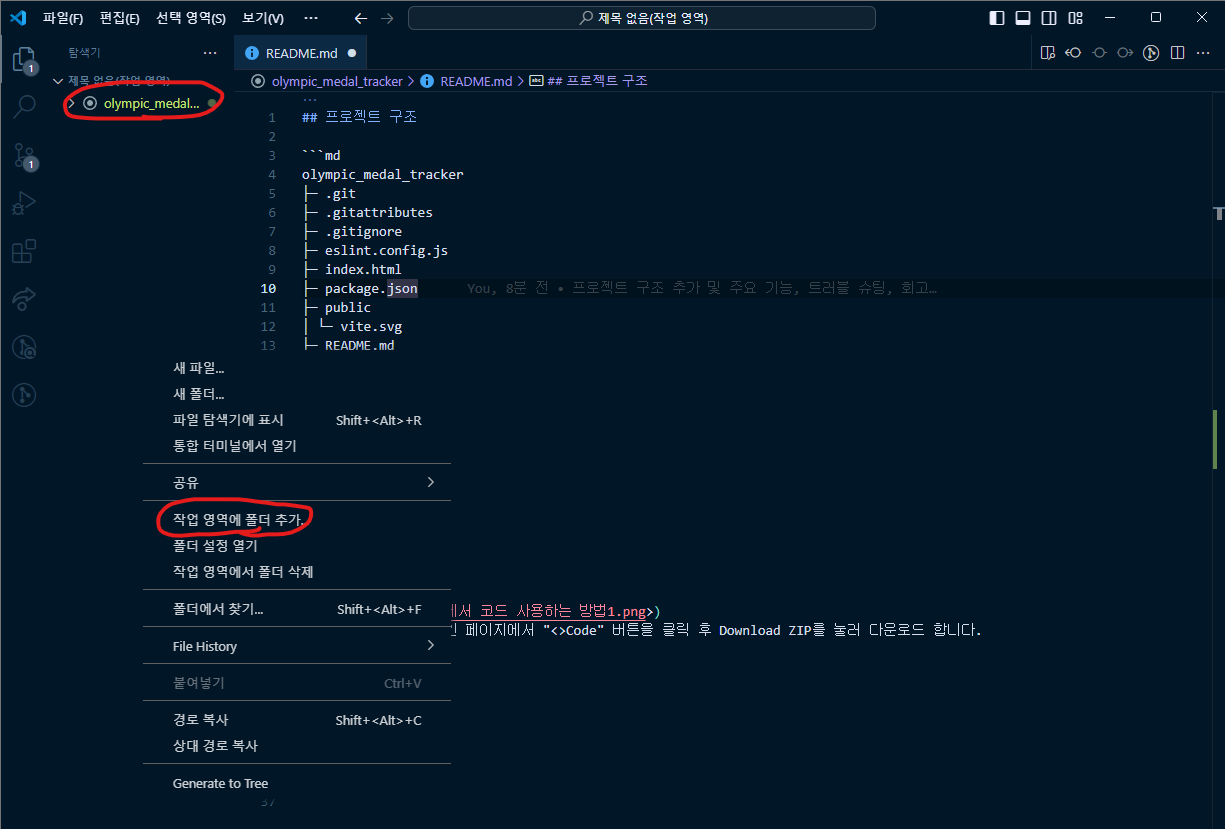 파일(F) 편집(E) 선택 영역(S) 보기(V) ··· 제목 없음(작업 영역)
탐색기 ···
README.md
제목 없음(작업 영역)
olympic_medal_tracker > README.md > ## 프로젝트 구조
olympic_medal...
...
1 ## 프로젝트 구조
2
3 ```md
4 olympic_medal_tracker
5 ├─ .git
6 ├─ .gitattributes
7 ├─ .gitignore
8 ├─ eslint.config.js
9 ├─ index.html
10 ├─ package.json You, 8분 전 • 프로젝트 구조 추가 및 주요 기능, 트러블 슈팅, 회고…
11 ├─ public
12 │ └─ vite.svg
13 ├─ README.md
1
1
새 파일...
새 폴더...
파일 탐색기에 표시 Shift+<Alt>+R
통합 터미널에서 열기
공유
작업 영역에 폴더 추가.
폴더 설정 열기
작업 영역에서 폴더 삭제
폴더에서 찾기... Shift+<Alt>+F
File History
붙여넣기 Ctrl+V
경로 복사 Shift+<Alt>+C
상대 경로 복사
Generate to Tree
에서 코드 사용하는 방법1.png>)
페이지에서 "<>Code" 버튼을 클릭 후 Download ZIP를 눌러 다운로드 합니다.
37